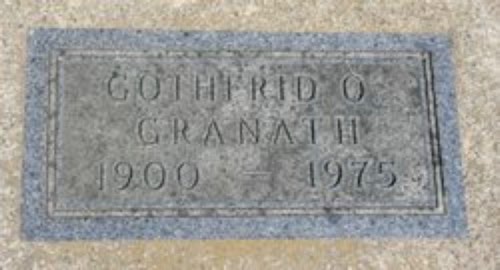 GOTHFRID O
GRANATH
1900 - 1975